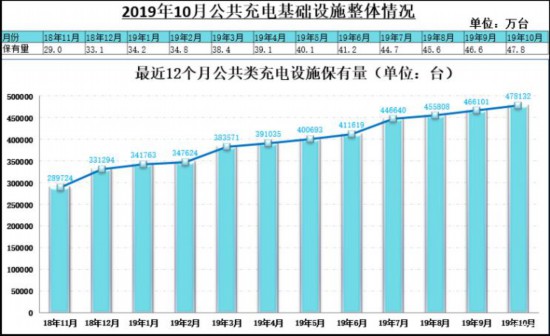 2019年10月公共充电基础设施整体情况
单位：万台
月份 18年11月 18年12月 19年1月 19年2月 19年3月 19年4月 19年5月 19年6月 19年7月 19年8月 19年9月 19年10月
保有量 29.0 33.1 34.2 34.8 38.4 39.1 40.1 41.2 44.7 45.6 46.6 47.8
最近12个月公共类充电设施保有量（单位：台）
500000
450000
400000
350000
300000
250000
200000
150000
100000
50000
0
289724 331294 341763 347624 383571 391035 400693 411819 446640 455808 466101 478132
18年11月 18年12月 19年1月 19年2月 19年3月 19年4月 19年5月 19年6月 19年7月 19年8月 19年9月 19年10月